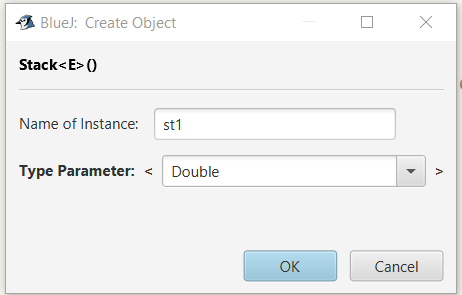 BlueJ: Create Object
Stack<E>()
Name of Instance: st1
Type Parameter: < Double >
OK Cancel